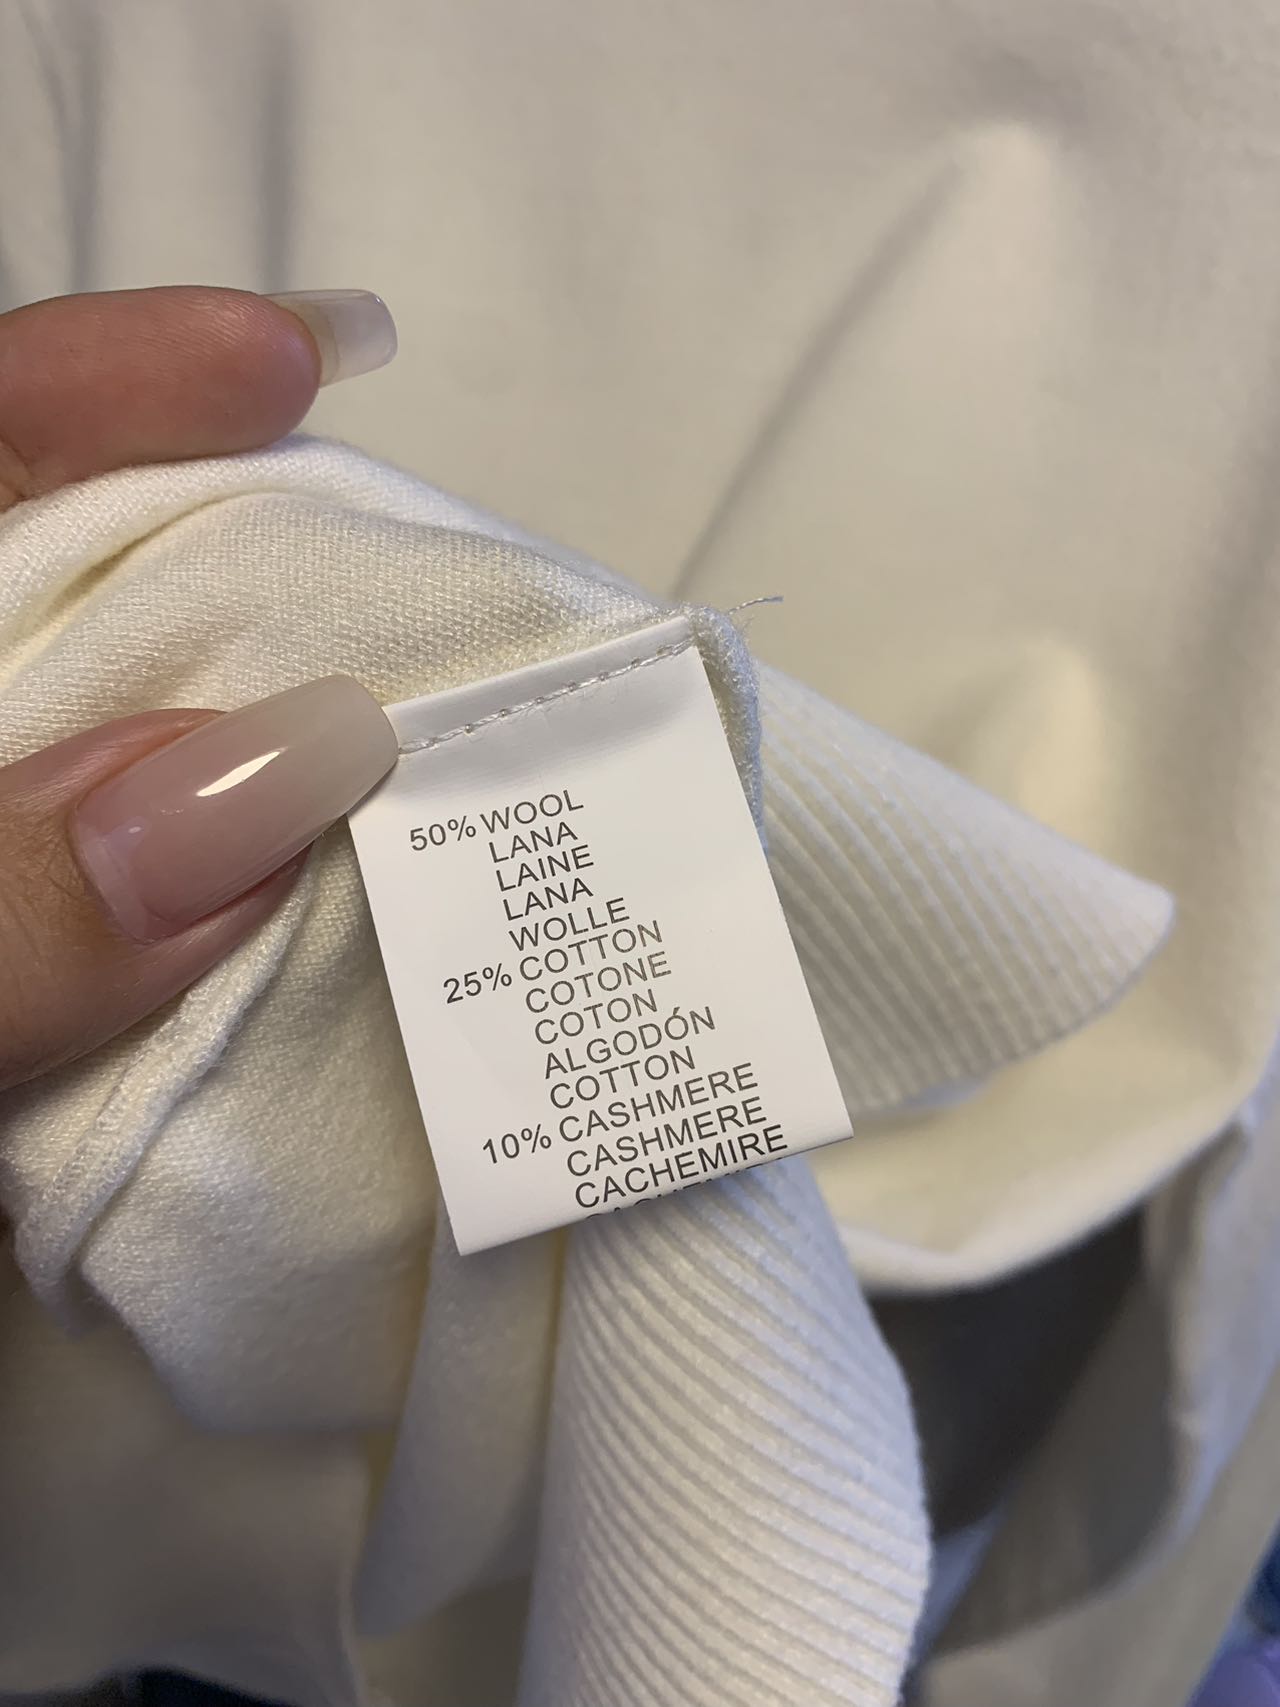 50% WOOL
LANA
LAINE
LANA
WOLLE
25% COTTON
COTONE
COTON
ALGODÓN
COTTON
10% CASHMERE
CASHMERE
CACHEMIRE